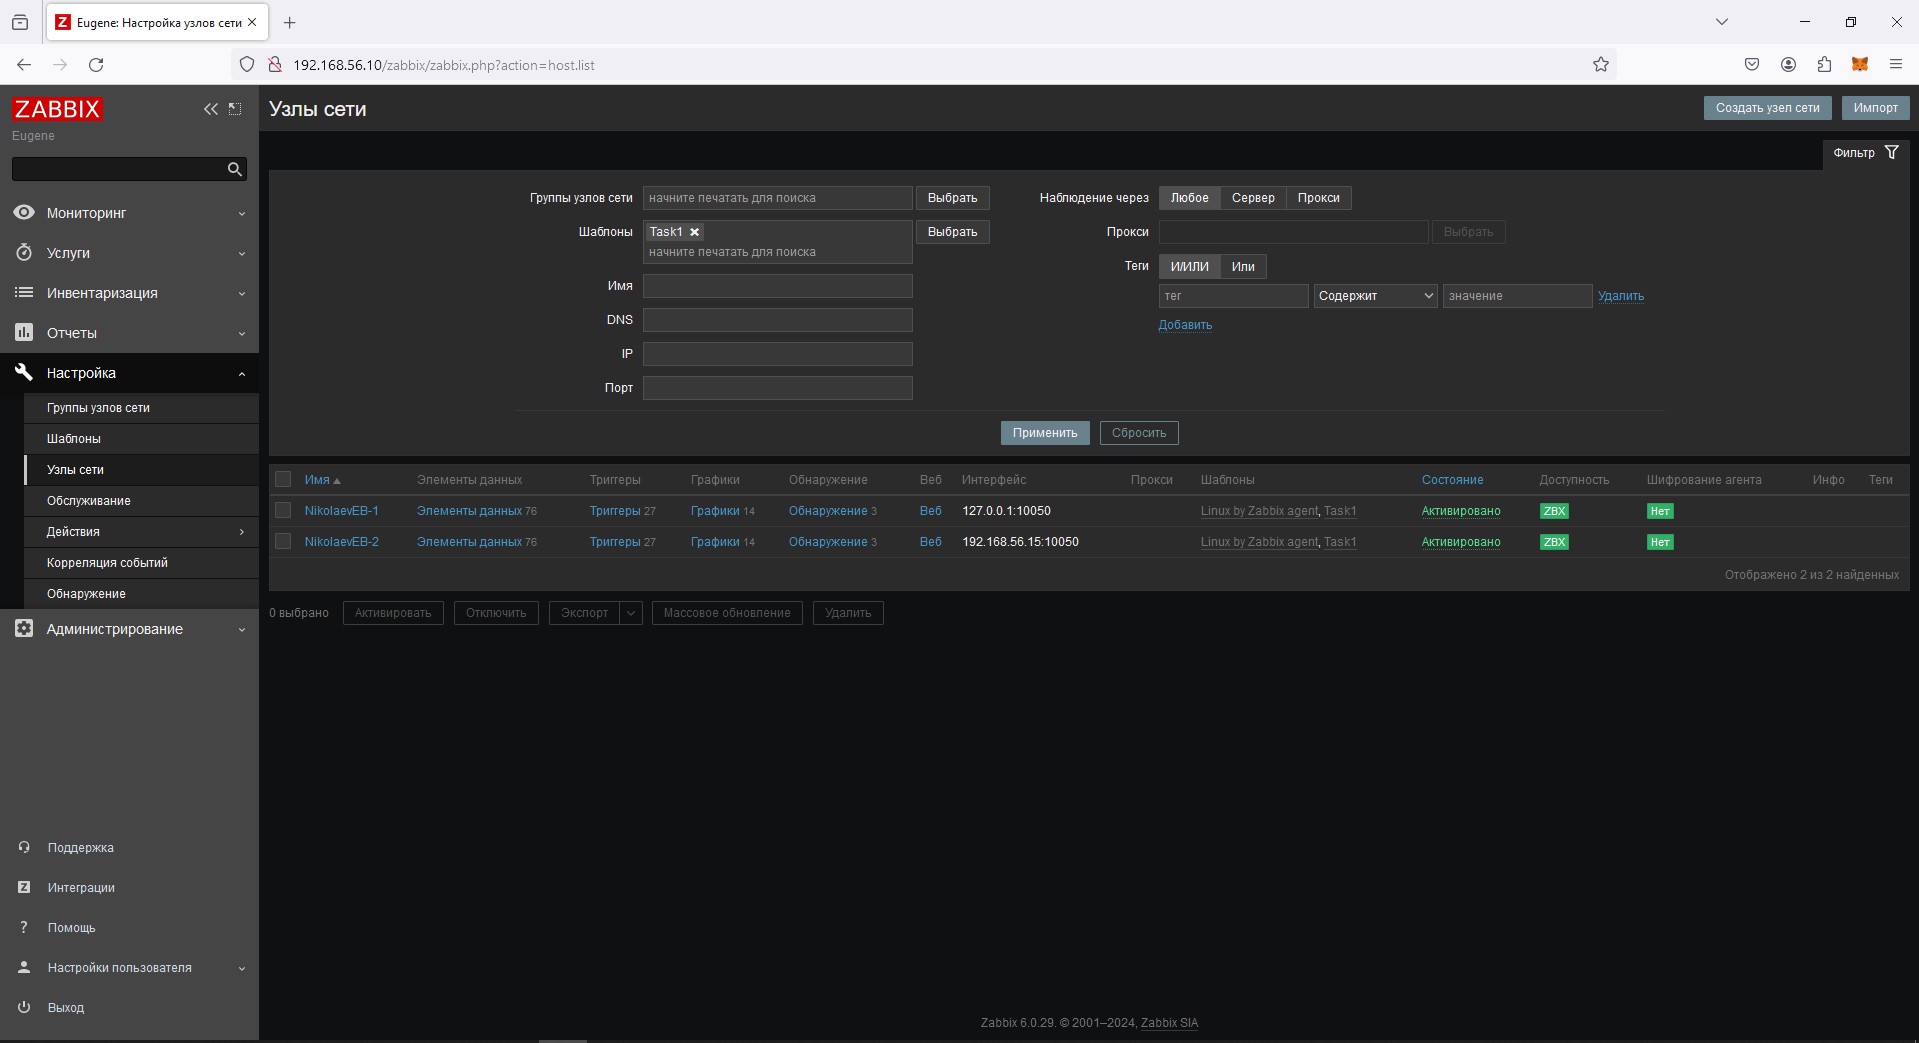 Eugene: Настройка узлов сети
192.168.56.10/zabbix/zabbix.php?action=host.list
ZABBIX
Eugene
Мониторинг
Услуги
Инвентаризация
Отчеты
Настройка
Группы узлов сети
Шаблоны
Узлы сети
Обслуживание
Действия
Корреляция событий
Обнаружение
Администрирование
Поддержка
Z Интеграции
? Помощь
Настройки пользователя
Выход
Узлы сети
Создать узел сети Импорт
Фильтр
Группы узлов сети начните печатать для поиска Выбрать
Шаблоны Task1 Выбрать
начните печатать для поиска
Имя
DNS
IP
Порт
Наблюдение через Любое Сервер Прокси
Прокси Выбрать
Теги И/ИЛИ Или
тег Содержит значение Удалить
Добавить
Применить Сбросить
Имя Элементы данных Триггеры Графики Обнаружение Веб Интерфейс Прокси Шаблоны Состояние Доступность Шифрование агента Инфо Теги
NikolaevEB-1 Элементы данных 76 Триггеры 27 Графики 14 Обнаружение 3 Веб 127.0.0.1:10050 Linux by Zabbix agent, Task1 Активировано ZBX Нет
NikolaevEB-2 Элементы данных 76 Триггеры 27 Графики 14 Обнаружение 3 Веб 192.168.56.15:10050 Linux by Zabbix agent, Task1 Активировано ZBX Нет
Отображено 2 из 2 найденных
0 выбрано Активировать Отключить Экспорт Массовое обновление Удалить
Zabbix 6.0.29. © 2001–2024, Zabbix SIA